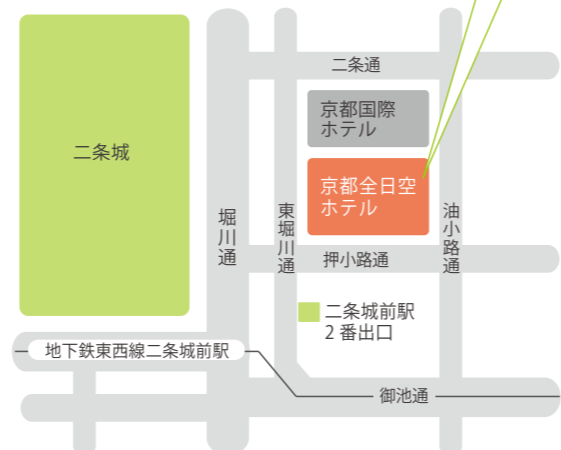 二条通
京都国際
ホテル
二条城
京都全日空
ホテル
堀川通
東堀川通
油小路通
押小路通
二条城前駅
2 番出口
地下鉄東西線二条城前駅
御池通